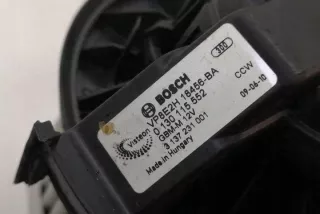 309
BOSCH
VP8E2H 18456-BA
0 130 115 552
GBM-M 12V
3 137 231 001
Made in Hungary
Visteon
CCW
09-06-10